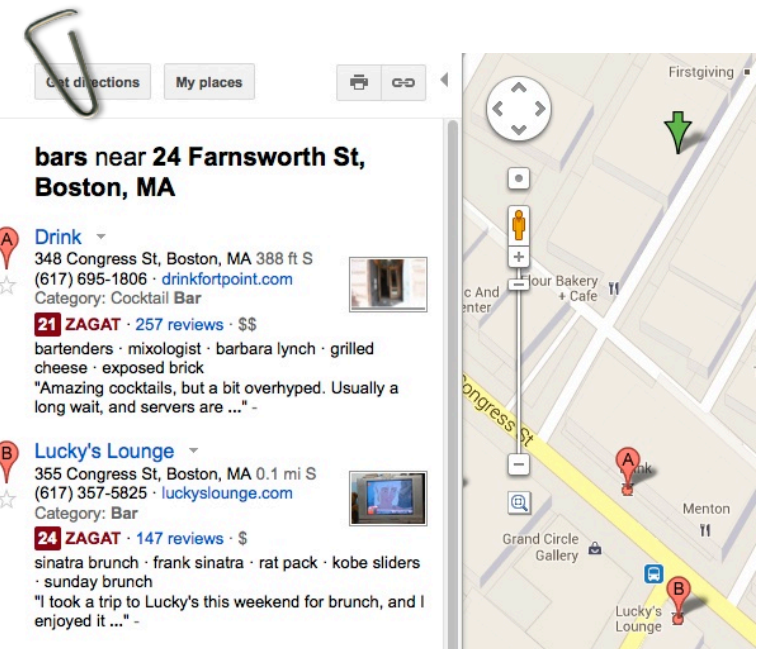 Get directions
My places
bars near 24 Farnsworth St,
Boston, MA
A
Drink
348 Congress St, Boston, MA 388 ft S
(617) 695-1806 · drinkfortpoint.com
Category: Cocktail Bar
21 ZAGAT · 257 reviews · $$
bartenders · mixologist · barbara lynch · grilled
cheese · exposed brick
"Amazing cocktails, but a bit overhyped. Usually a
long wait, and servers are ..." -
B
Lucky's Lounge
355 Congress St, Boston, MA 0.1 mi S
(617) 357-5825 · luckyslounge.com
Category: Bar
24 ZAGAT · 147 reviews · $
sinatra brunch · frank sinatra · rat pack · kobe sliders
· sunday brunch
"I took a trip to Lucky's this weekend for brunch, and I
enjoyed it ..." -
Firstgiving
Flour Bakery
+ Cafe
c And
enter
Congress St
A
nk
Menton
Grand Circle
Gallery
B
Lucky's
Lounge